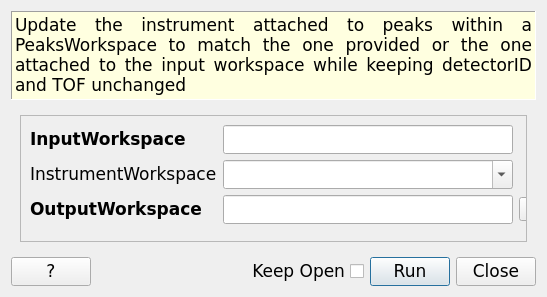 Update the instrument attached to peaks within a
PeaksWorkspace to match the one provided or the one
attached to the input workspace while keeping detectorID
and TOF unchanged
InputWorkspace
InstrumentWorkspace
OutputWorkspace
? Keep Open Run Close